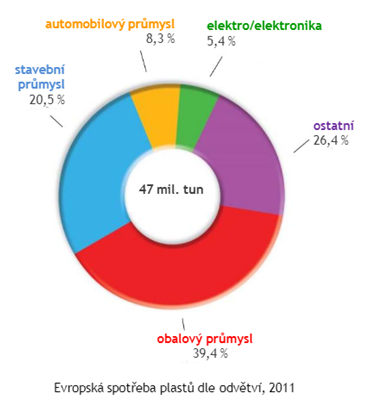 automobilový průmysl
8,3 %
elektro/elektronika
5,4 %
stavební
průmysl
20,5 %
ostatní
26,4 %
47 mil. tun
obalový průmysl
39,4 %
Evropská spotřeba plastů dle odvětví, 2011